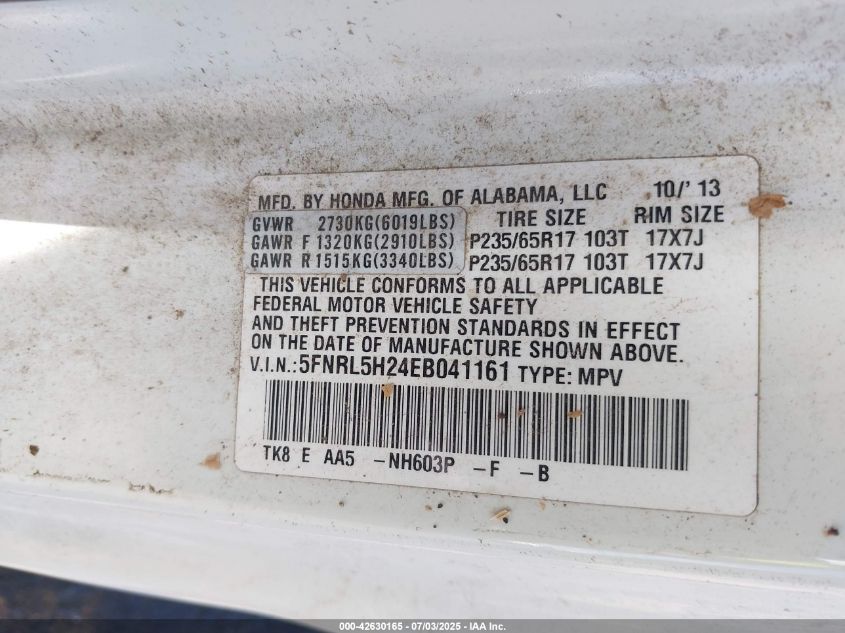 MFD. BY HONDA MFG. OF ALABAMA, LLC 10/'13
GVWR 2730KG(6019LBS) TIRE SIZE RIM SIZE
GAWR F 1320KG(2910LBS) P235/65R17 103T 17X7J
GAWR R 1515KG(3340LBS) P235/65R17 103T 17X7J
THIS VEHICLE CONFORMS TO ALL APPLICABLE
FEDERAL MOTOR VEHICLE SAFETY
AND THEFT PREVENTION STANDARDS IN EFFECT
ON THE DATE OF MANUFACTURE SHOWN ABOVE.
V.I.N.:5FNRL5H24EB041161 TYPE: MPV
TK8 E AA5 -NH603P -F -B
000-42630165 - 07/03/2025 - IAA Inc.